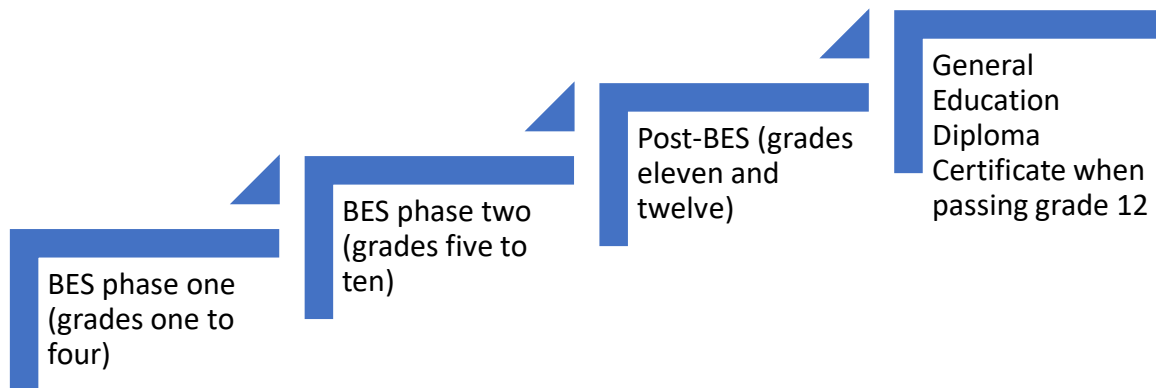 BES phase one
(grades one to
four)
BES phase two
(grades five to
ten)
Post-BES (grades
eleven and
twelve)
General
Education
Diploma
Certificate when
passing grade 12